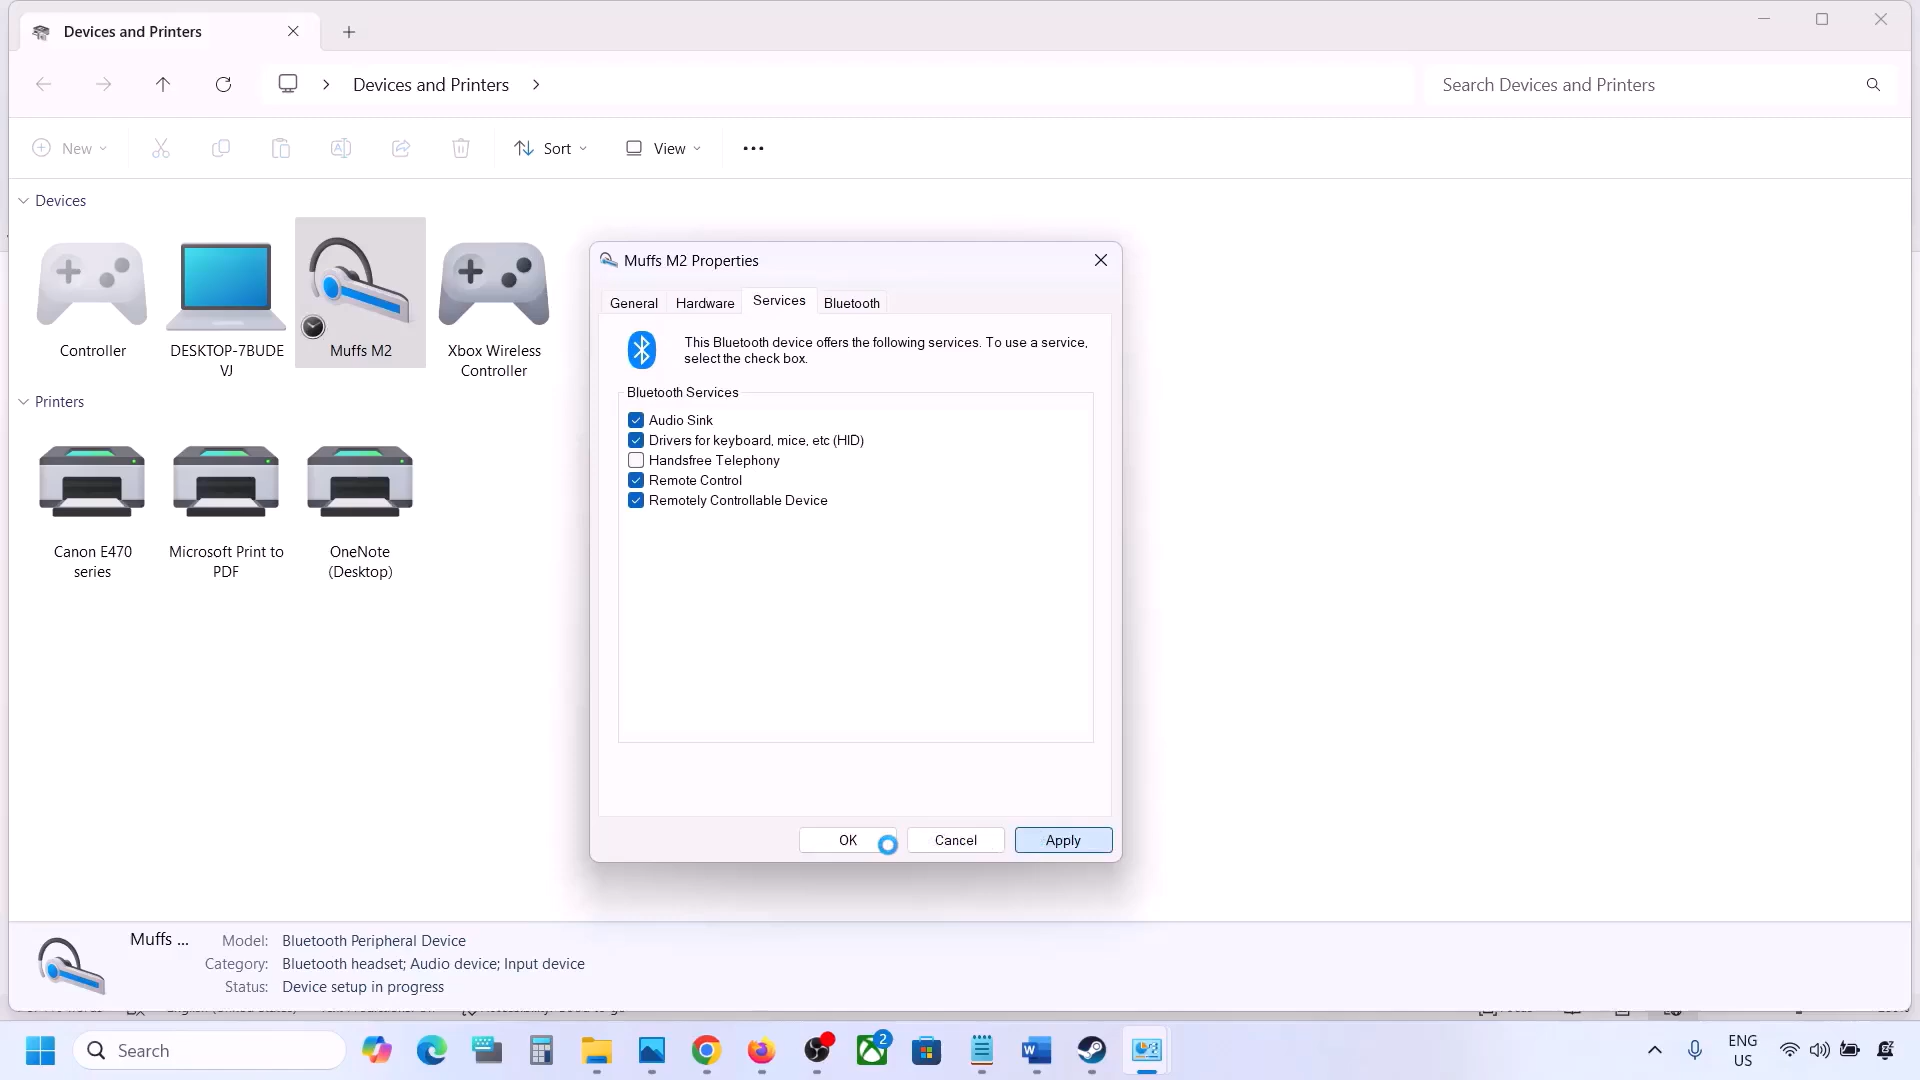 Devices and Printers
Devices and Printers
Search Devices and Printers
New
Sort
View
Devices
Controller
DESKTOP-7BUDE
VJ
Muffs M2
Xbox Wireless
Controller
Printers
Canon E470
series
Microsoft Print to
PDF
OneNote
(Desktop)
Muffs M2 Properties
General
Hardware
Services
Bluetooth
This Bluetooth device offers the following services. To use a service,
select the check box.
Bluetooth Services
Audio Sink
Drivers for keyboard, mice, etc (HID)
Handsfree Telephony
Remote Control
Remotely Controllable Device
OK
Cancel
Apply
Muffs ...
Model: Bluetooth Peripheral Device
Category: Bluetooth headset; Audio device; Input device
Status: Device setup in progress
Search
2
ENG
US